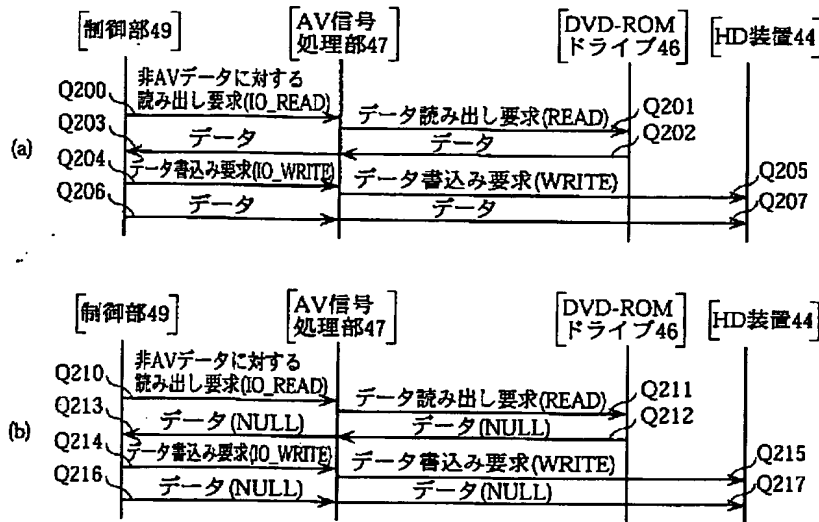 [制御部49]
[AV信号
処理部47]
[DVD-ROM
ドライブ46]
[HD装置44]
(a)
Q200
非AVデータに対する
読み出し要求(IO_READ)
データ読み出し要求(READ)
Q201
Q203
データ
データ
Q202
Q204
データ書込み要求(IO_WRITE)
データ書込み要求(WRITE)
Q205
Q206
データ
データ
Q207
[制御部49]
[AV信号
処理部47]
[DVD-ROM
ドライブ46]
[HD装置44]
(b)
Q210
非AVデータに対する
読み出し要求(IO_READ)
データ読み出し要求(READ)
Q211
Q213
データ(NULL)
データ(NULL)
Q212
Q214
データ書込み要求(IO_WRITE)
データ書込み要求(WRITE)
Q215
Q216
データ(NULL)
データ(NULL)
Q217